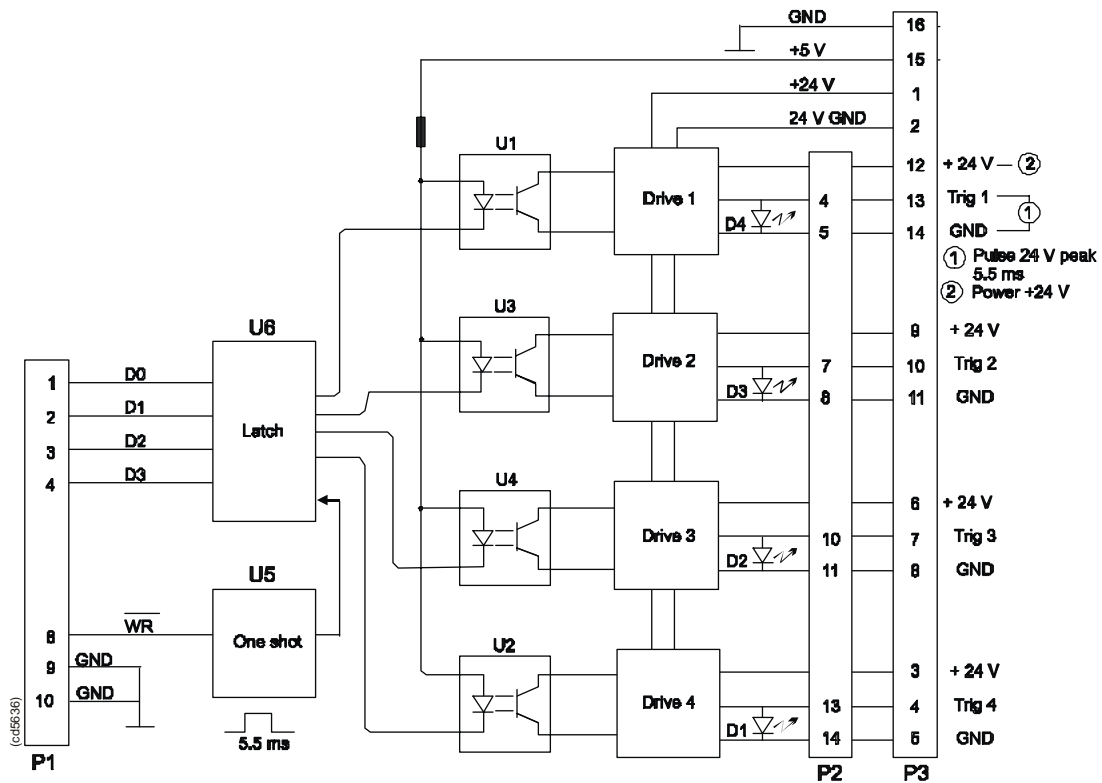 GND 16
+5 V 15
+24 V 1
24 V GND 2
U1
12 + 24 V 2
Drive 1 4 13 Trig 1
1
D4 5 14 GND
1 Pulse 24 V peak
5.5 ms
2 Power +24 V
U3
U6
9 + 24 V
1 D0 Drive 2 7 10 Trig 2
2 D1 D3 8 11 GND
Latch
3 D2
4 D3
U4
6 + 24 V
Drive 3 10 7 Trig 3
D2 11 8 GND
U5
8 WR One shot
U2
9 GND
3 + 24 V
10 GND Drive 4 13 4 Trig 4
D1 14 5 GND
5.5 ms
(cd5636)
P1 P2 P3